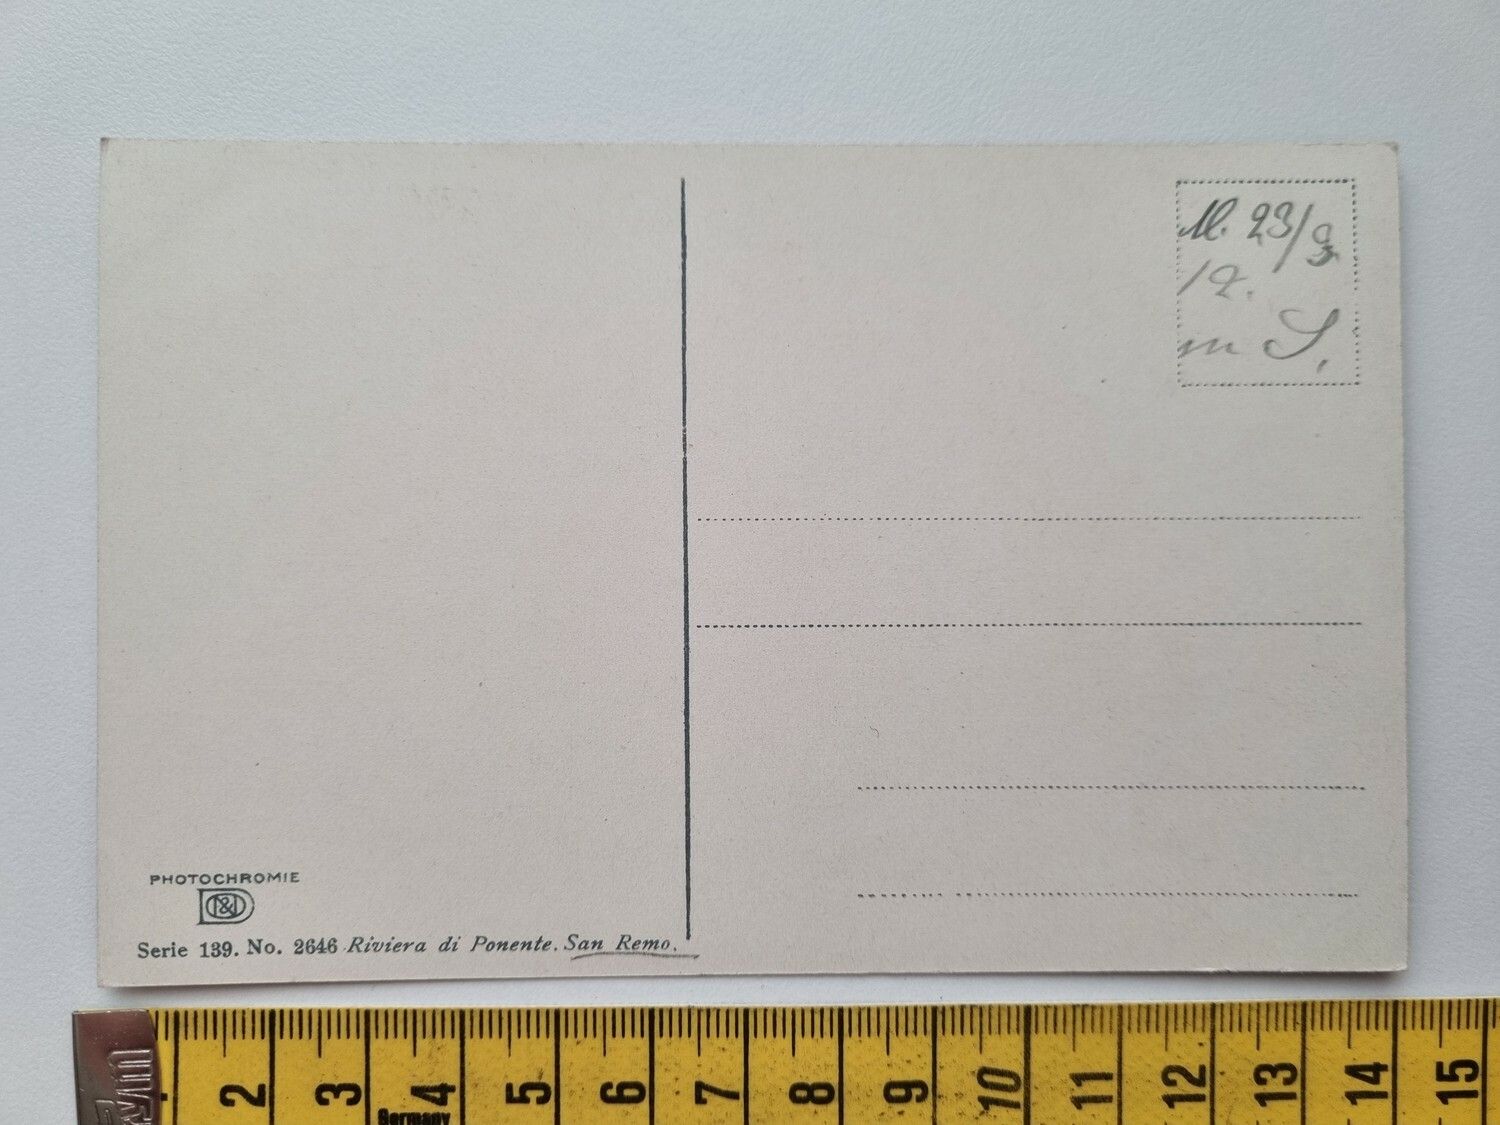 M. 23/3
12.
m S.
PHOTOCHROMIE
D&D
Serie 139. No. 2646 Riviera di Ponente. San Remo.
2 3 4 5 6 7 8 9 10 11 12 13 14 15
Germany